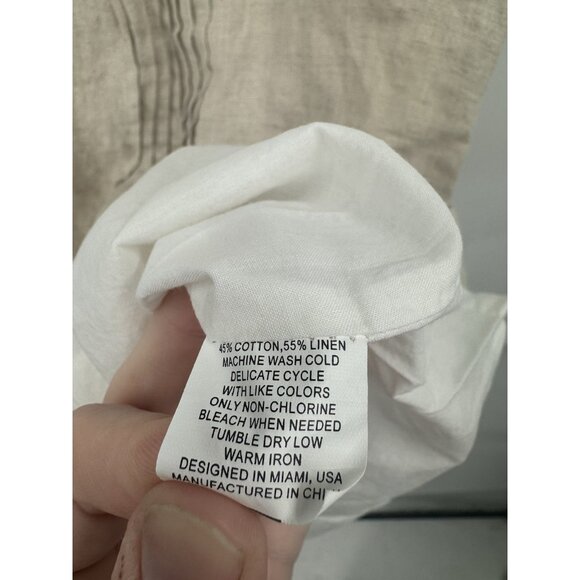 45% COTTON,55% LINEN
MACHINE WASH COLD
DELICATE CYCLE
WITH LIKE COLORS
ONLY NON-CHLORINE
BLEACH WHEN NEEDED
TUMBLE DRY LOW
WARM IRON
DESIGNED IN MIAMI, USA
MANUFACTURED IN